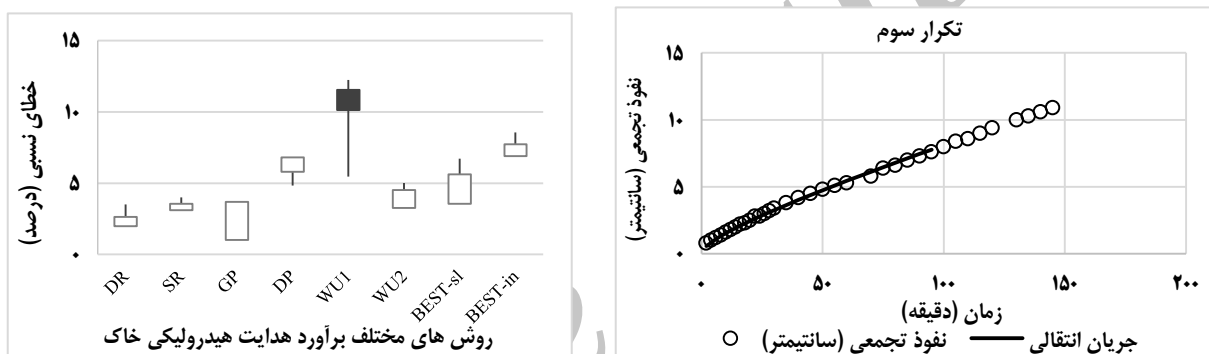 خطای نسبی (درصد)
۱۵
۱۰
۵
۰
DR
SR
GP
DP
WU1
WU2
BEST-sl
BEST-in
روش های مختلف برآورد هدایت هیدرولیکی خاک
تکرار سوم
نفوذ تجمعی (سانتیمتر)
۱۵
۱۰
۵
۰
۰
۵۰
۱۰۰
۱۵۰
۲۰۰
زمان (دقیقه)
نفوذ تجمعی (سانتیمتر)
جریان انتقالی